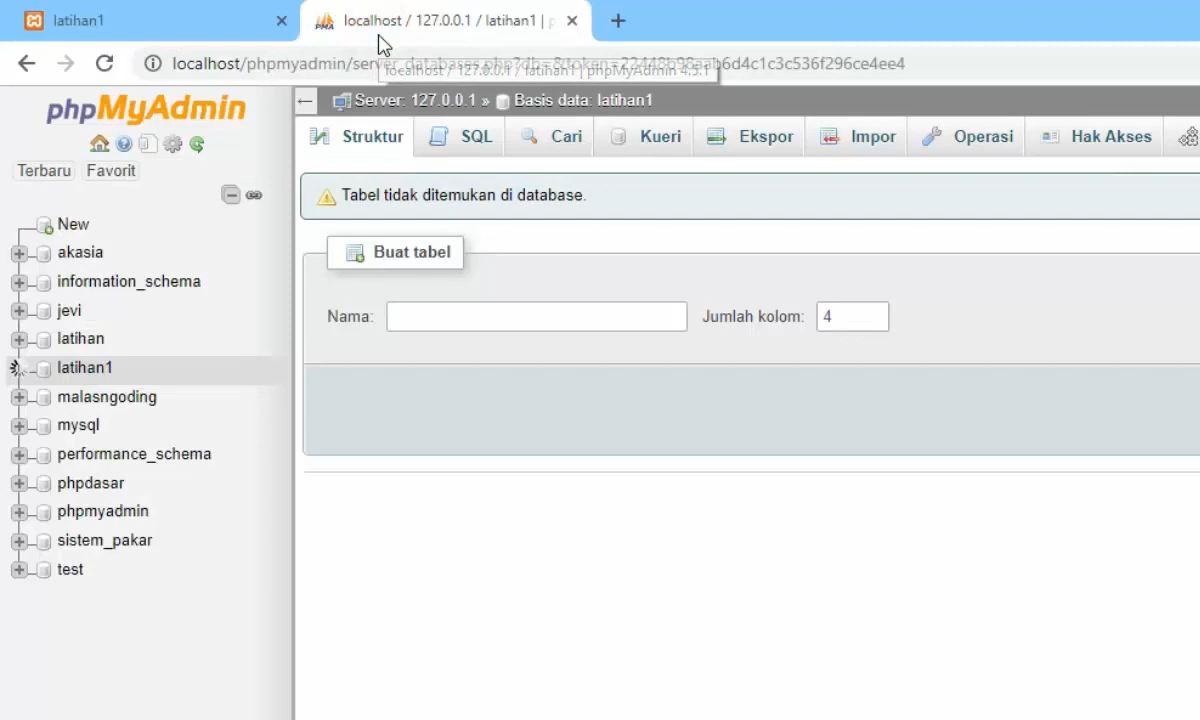 latihan1
localhost / 127.0.0.1 / latihan1 |
localhost/phpmyadmin/server_databases.php?db=&token=22448b98aab6d4c1c3c536f296ce4ee4
localhost / 127.0.0.1 / latihan1 | phpMyAdmin 4.5.1
phpMyAdmin
Terbaru Favorit
New
akasia
information_schema
jevi
latihan
latihan1
malasngoding
mysql
performance_schema
phpdasar
phpmyadmin
sistem_pakar
test
Server: 127.0.0.1 » Basis data: latihan1
Struktur SQL Cari Kueri Ekspor Impor Operasi Hak Akses
Tabel tidak ditemukan di database.
Buat tabel
Nama: Jumlah kolom: 4